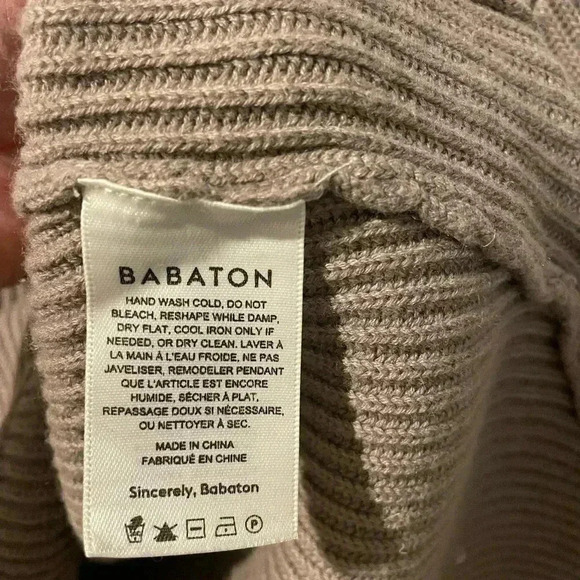 BABATON
HAND WASH COLD, DO NOT
BLEACH, RESHAPE WHILE DAMP,
DRY FLAT, COOL IRON ONLY IF
NEEDED, OR DRY CLEAN. LAVER À
LA MAIN À L'EAU FROIDE, NE PAS
JAVELISER, REMODELER PENDANT
QUE L'ARTICLE EST ENCORE
HUMIDE, SÉCHER À PLAT,
REPASSAGE DOUX SI NÉCESSAIRE,
OU NETTOYER À SEC.
MADE IN CHINA
FABRIQUÉ EN CHINE
Sincerely, Babaton
P